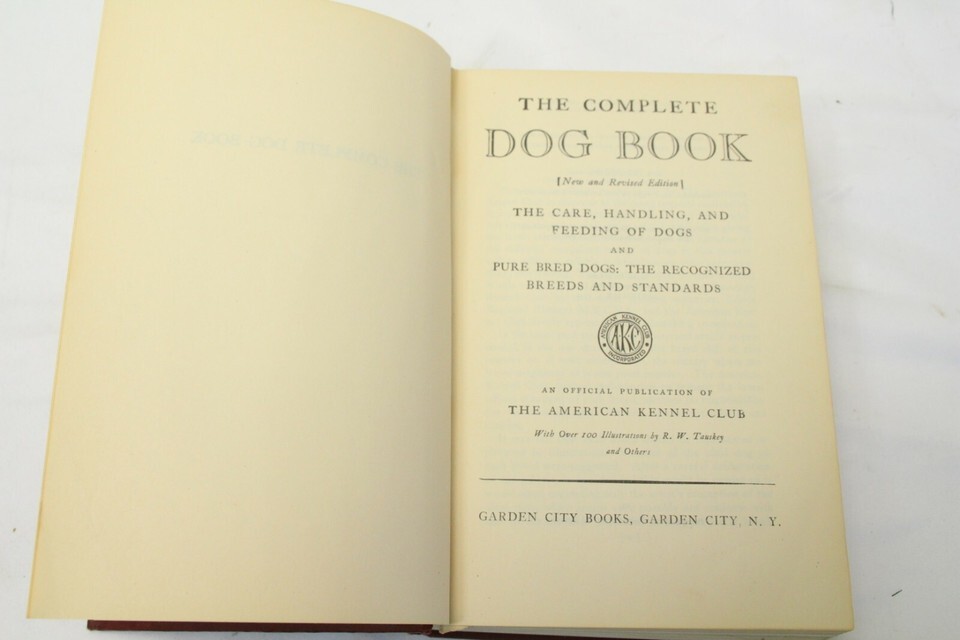 THE COMPLETE
DOG BOOK
[New and Revised Edition]
THE CARE, HANDLING, AND
FEEDING OF DOGS
AND
PURE BRED DOGS: THE RECOGNIZED
BREEDS AND STANDARDS
AMERICAN KENNEL CLUB
AKC
INCORPORATED
AN OFFICIAL PUBLICATION OF
THE AMERICAN KENNEL CLUB
With Over 100 Illustrations by R. W. Tauskey
and Others
GARDEN CITY BOOKS, GARDEN CITY, N. Y.